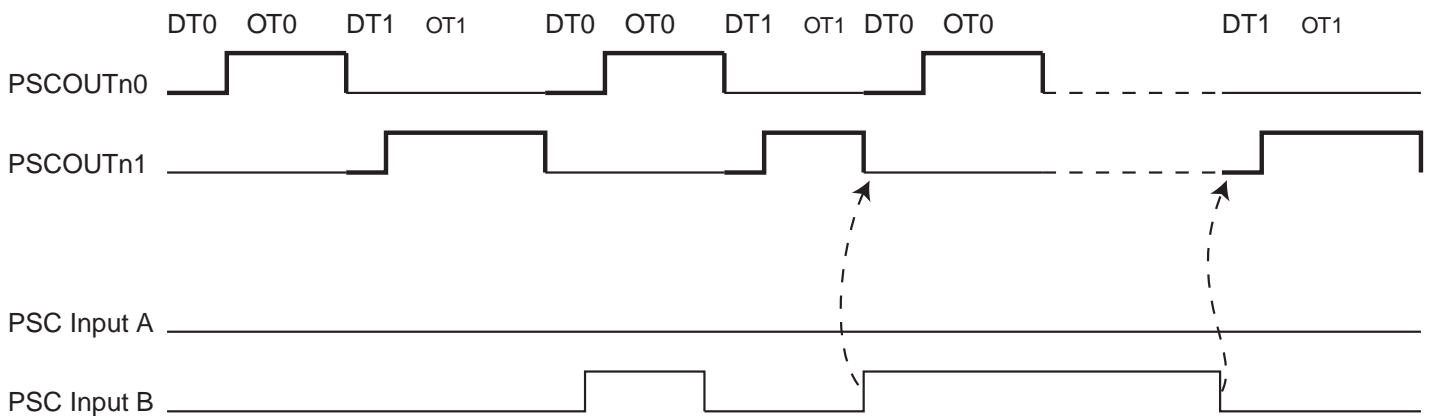 DT0 OT0 DT1 OT1 DT0 OT0 DT1 OT1 DT0 OT0 DT1 OT1
PSCOUTn0
PSCOUTn1
PSC Input A
PSC Input B